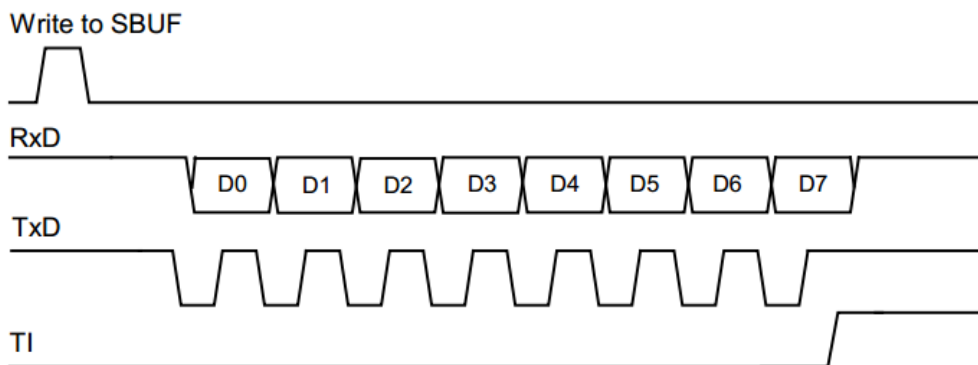 Write to SBUF
RxD
D0 D1 D2 D3 D4 D5 D6 D7
TxD
TI